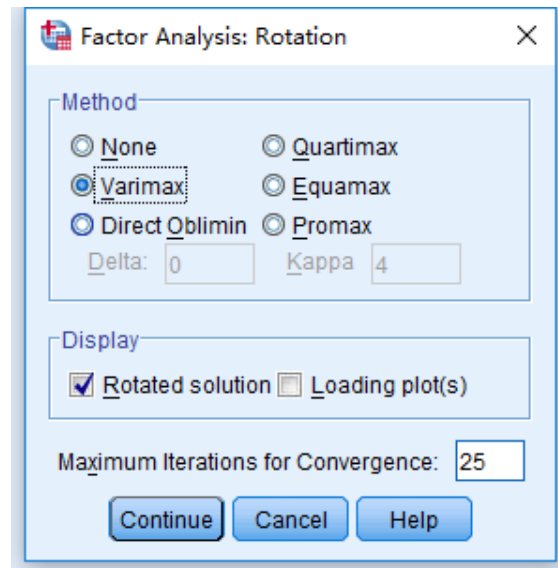 Factor Analysis: Rotation
Method
None Quartimax
Varimax Equamax
Direct Oblimin Promax
Delta: 0 Kappa 4
Display
Rotated solution Loading plot(s)
Maximum Iterations for Convergence: 25
Continue Cancel Help